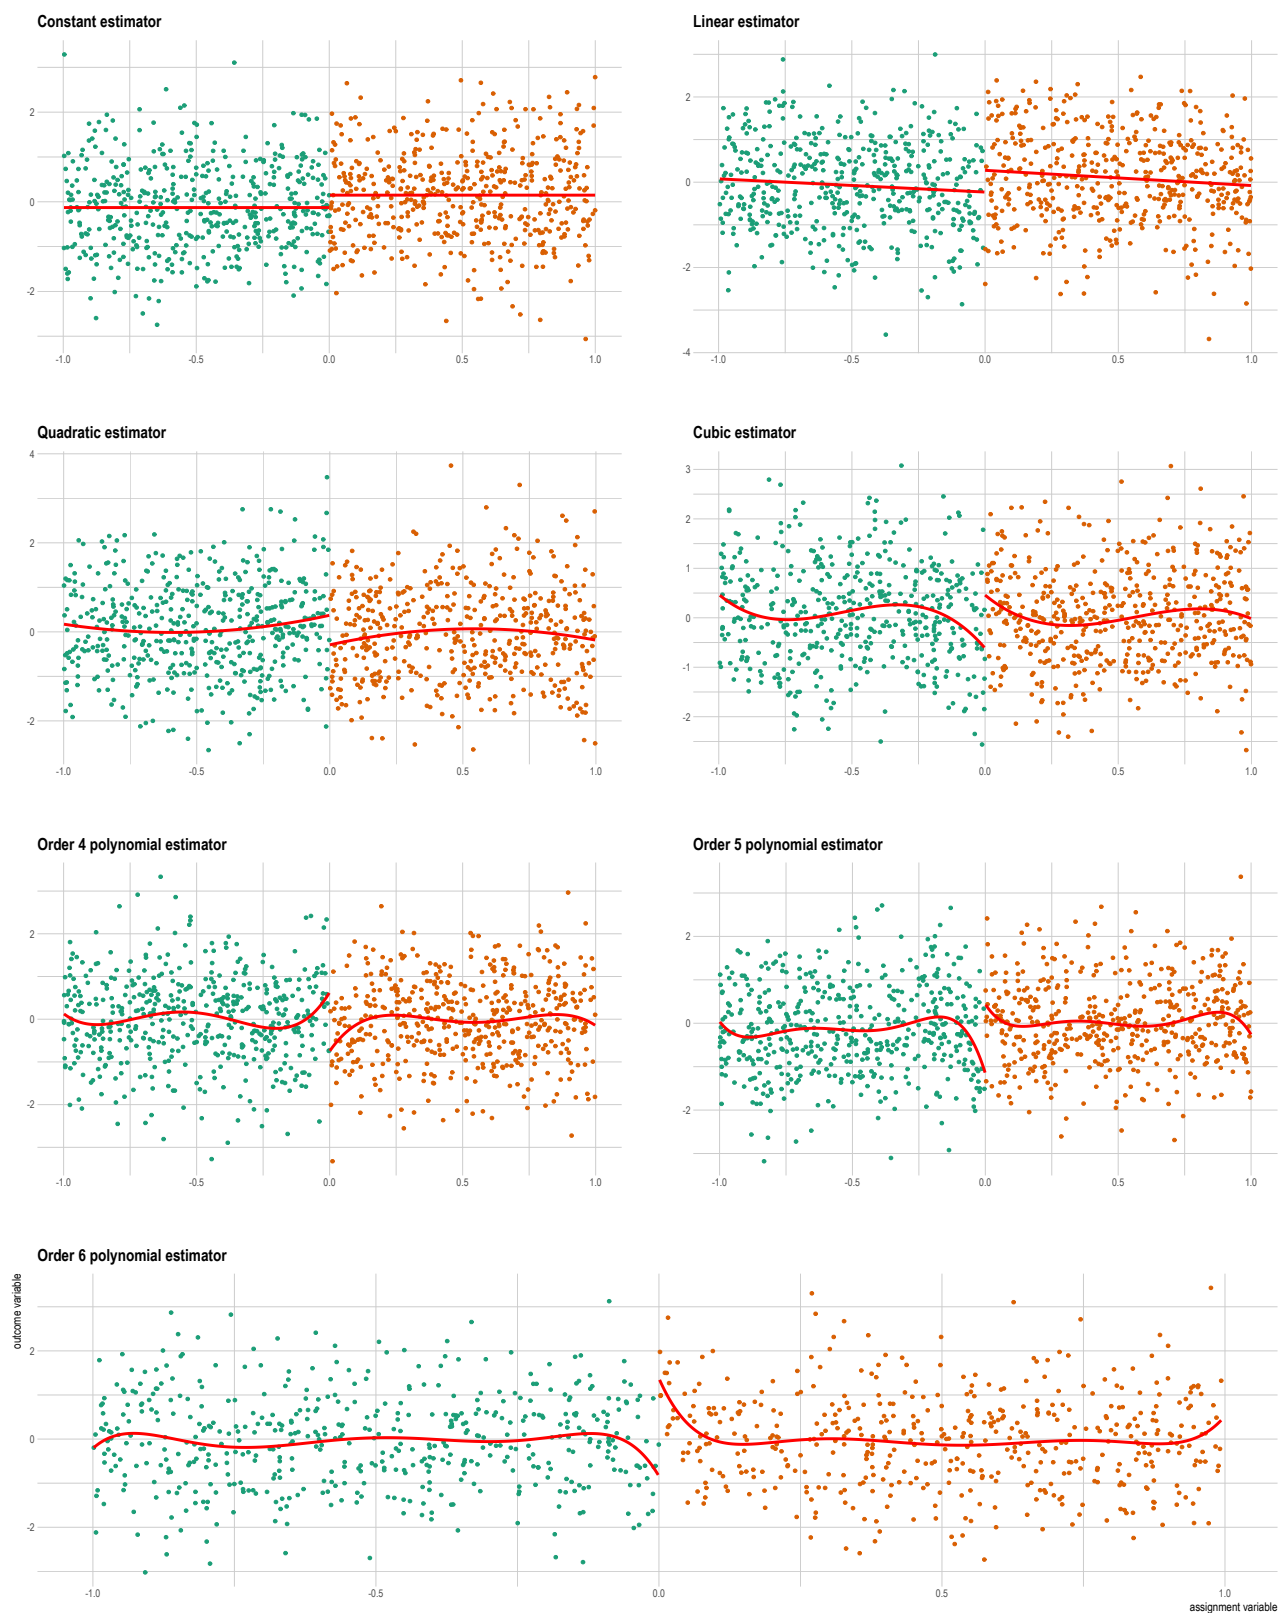 Constant estimator
Linear estimator
2
0
-2
-1.0 -0.5 0.0 0.5 1.0
2
0
-2
-4
-1.0 -0.5 0.0 0.5 1.0
Quadratic estimator
Cubic estimator
4
2
0
-2
-1.0 -0.5 0.0 0.5 1.0
3
2
1
0
-1
-2
-1.0 -0.5 0.0 0.5 1.0
Order 4 polynomial estimator
Order 5 polynomial estimator
2
0
-2
-1.0 -0.5 0.0 0.5 1.0
2
0
-2
-1.0 -0.5 0.0 0.5 1.0
Order 6 polynomial estimator
outcome variable
2
0
-2
-1.0 -0.5 0.0 0.5 1.0
assignment variable